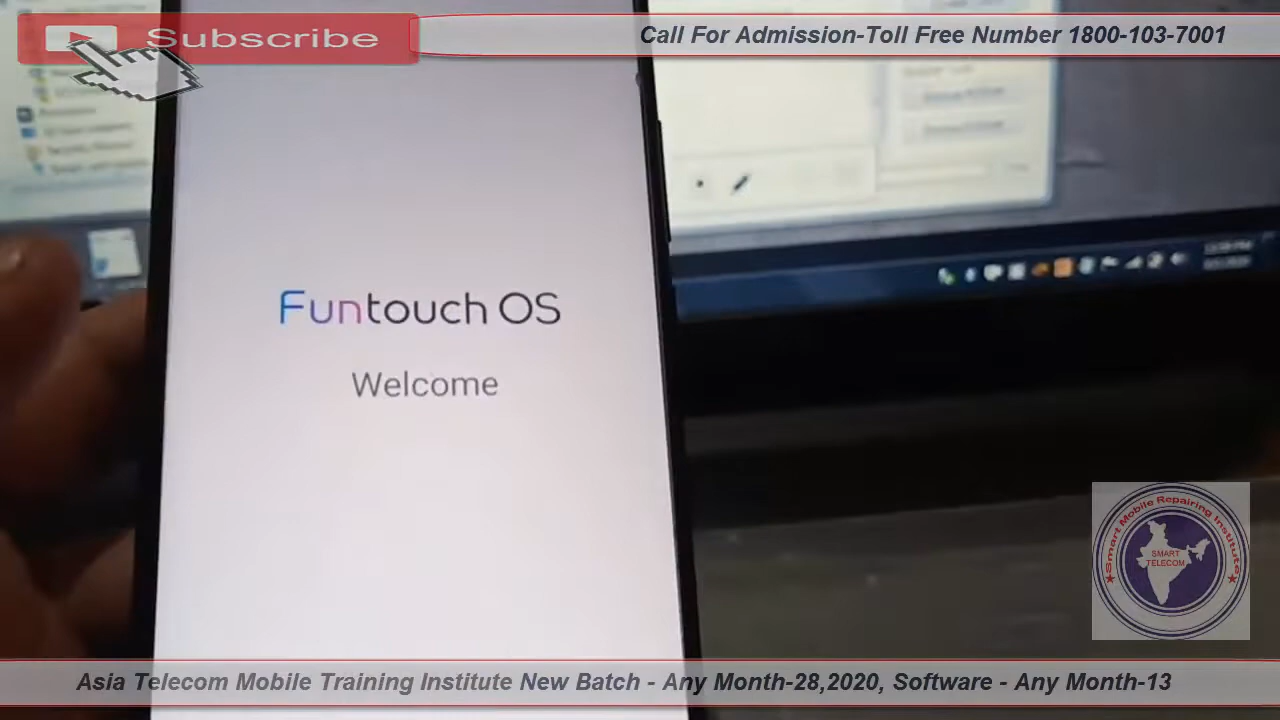 Subscribe
Call For Admission-Toll Free Number 1800-103-7001
Funtouch OS
Welcome
Smart Mobile Repairing Institute
SMART
TELECOM
Asia Telecom Mobile Training Institute New Batch - Any Month-28,2020, Software - Any Month-13